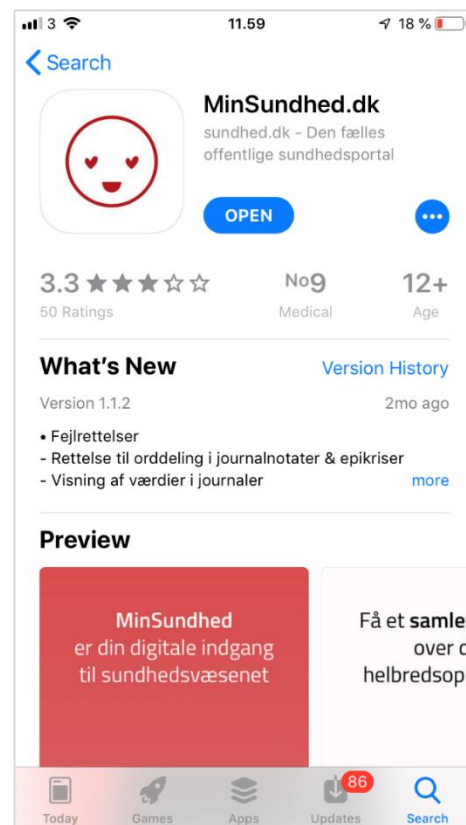 3 11.59 18 %
Search
MinSundhed.dk
sundhed.dk - Den fælles
offentlige sundhedsportal
OPEN
3.3 No9 12+
50 Ratings Medical Age
What's New Version History
Version 1.1.2 2mo ago
• Fejlrettelser
- Rettelse til orddeling i journalnotater & epikriser
- Visning af værdier i journaler more
Preview
MinSundhed
er din digitale indgang
til sundhedsvæsenet
Få et samle
over
helbredsop
86
Today Games Apps Updates Search